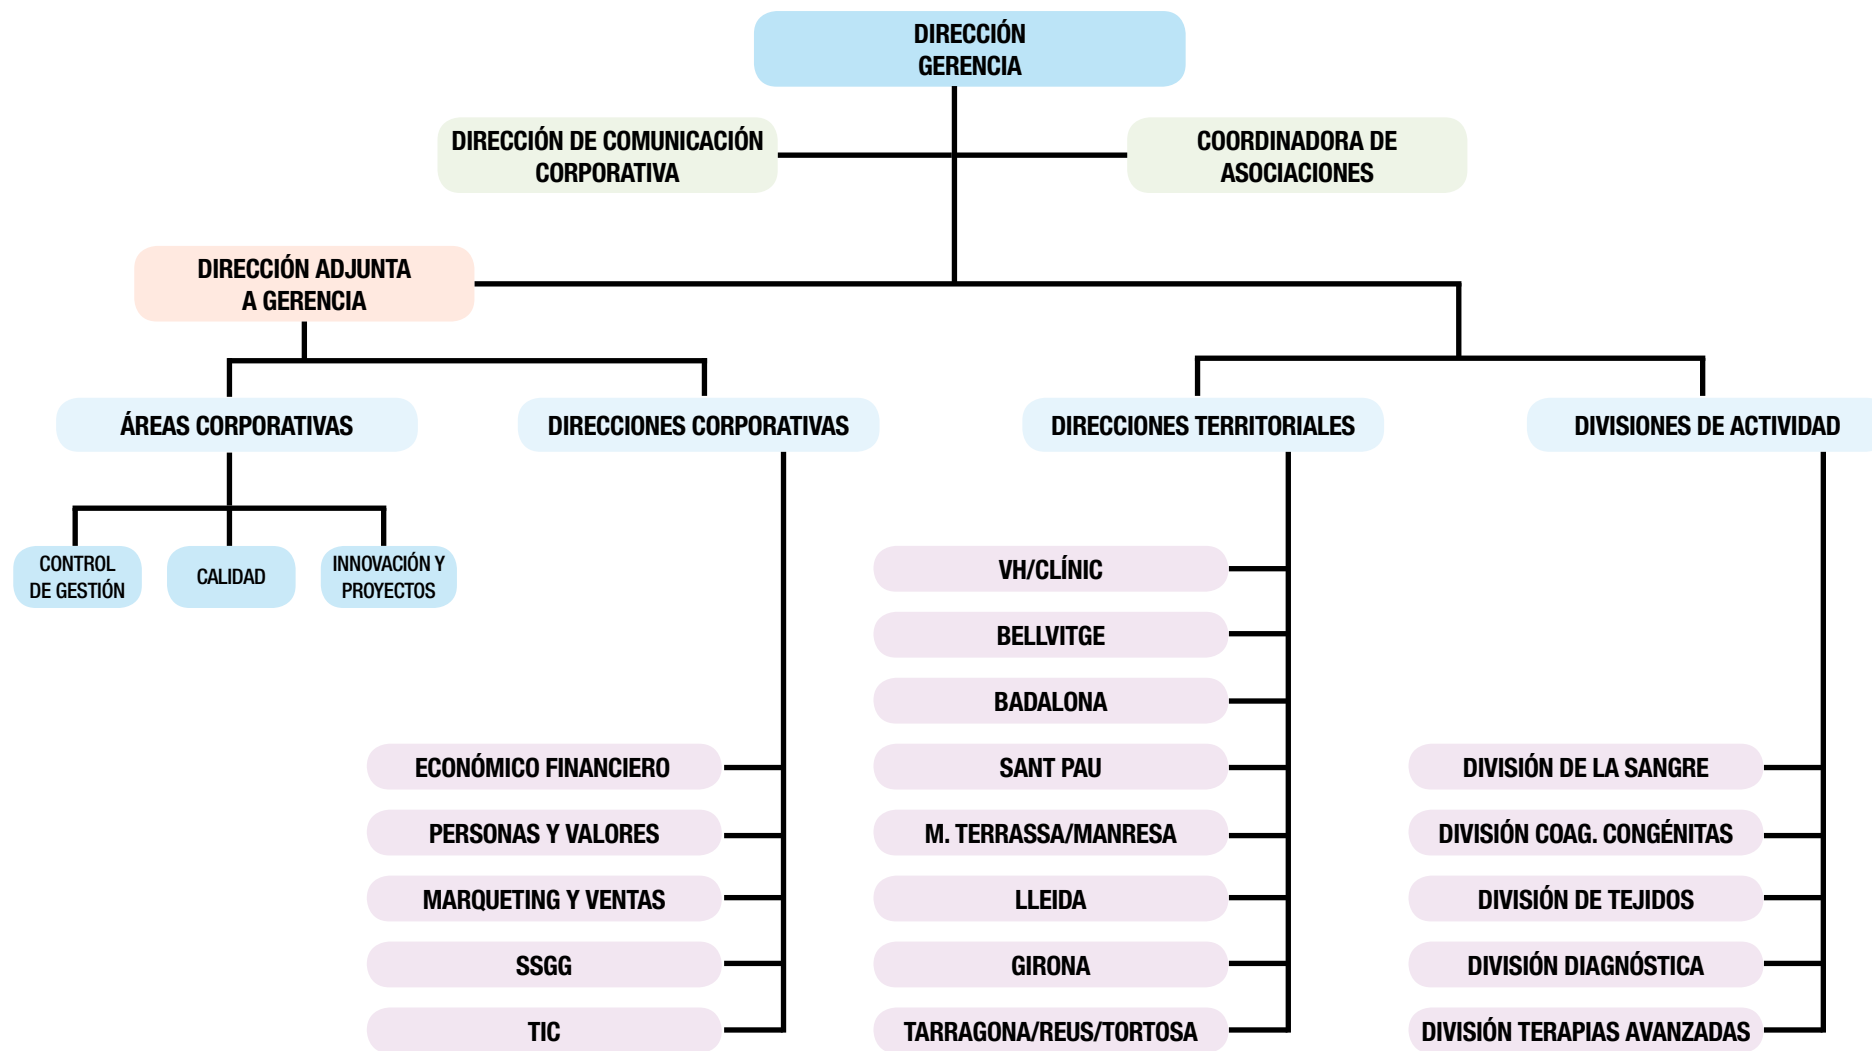 DIRECCIÓN
GERENCIA
DIRECCIÓN DE COMUNICACIÓN
CORPORATIVA
COORDINADORA DE
ASOCIACIONES
DIRECCIÓN ADJUNTA
A GERENCIA
ÁREAS CORPORATIVAS
DIRECCIONES CORPORATIVAS
DIRECCIONES TERRITORIALES
DIVISIONES DE ACTIVIDAD
CONTROL
DE GESTIÓN
CALIDAD
INNOVACIÓN Y
PROYECTOS
ECONÓMICO FINANCIERO
PERSONAS Y VALORES
MARQUETING Y VENTAS
SSGG
TIC
VH/CLÍNIC
BELLVITGE
BADALONA
SANT PAU
M. TERRASSA/MANRESA
LLEIDA
GIRONA
TARRAGONA/REUS/TORTOSA
DIVISIÓN DE LA SANGRE
DIVISIÓN COAG. CONGÉNITAS
DIVISIÓN DE TEJIDOS
DIVISIÓN DIAGNÓSTICA
DIVISIÓN TERAPIAS AVANZADAS